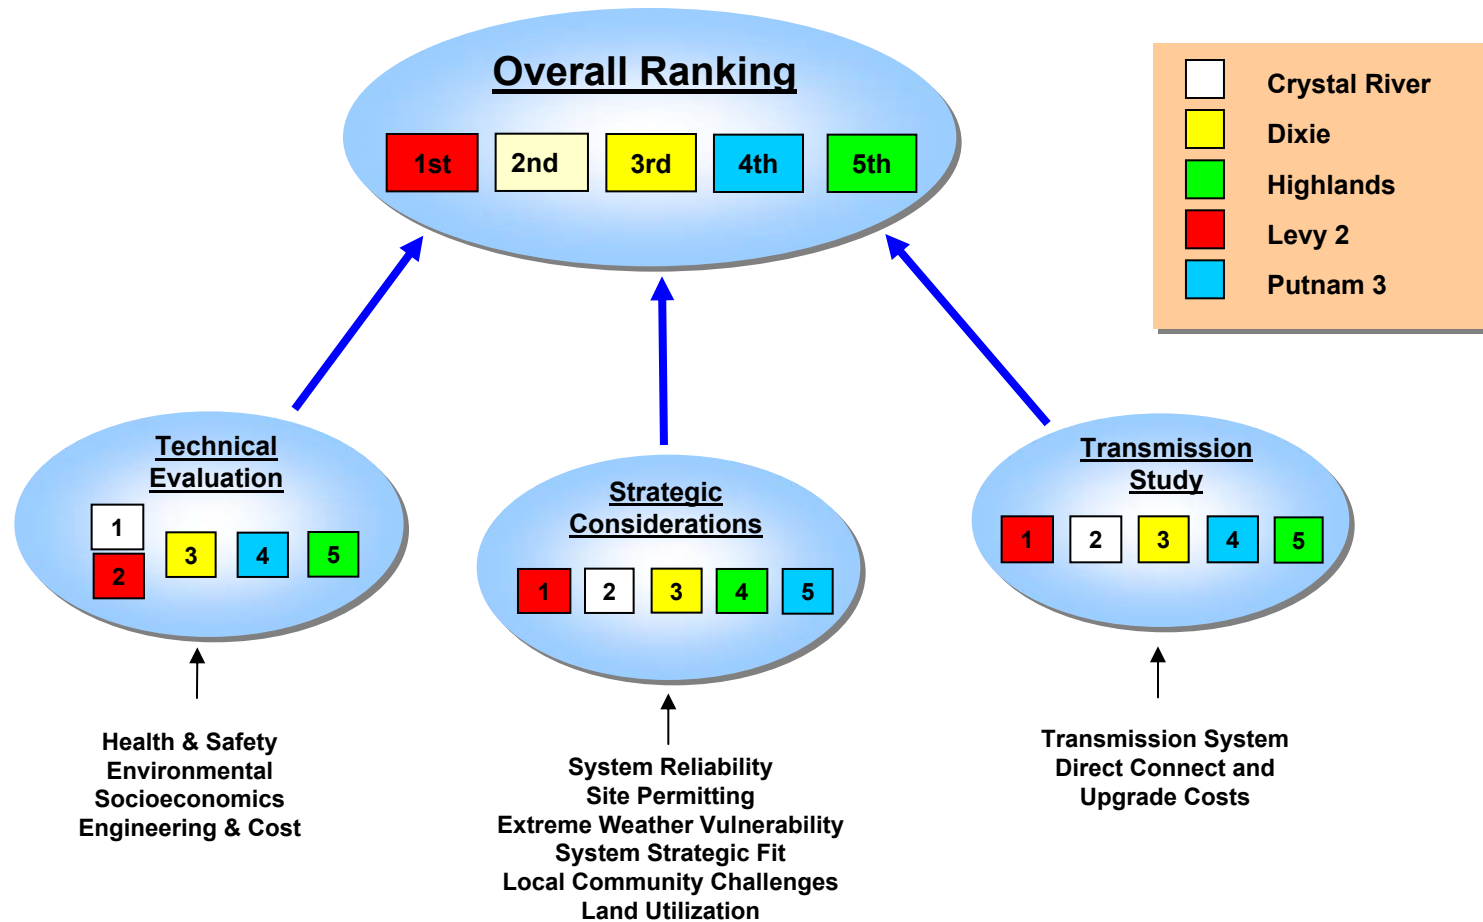 Overall Ranking
1st 2nd 3rd 4th 5th
Crystal River
Dixie
Highlands
Levy 2
Putnam 3
Technical
Evaluation
1
2
3 4 5
Health & Safety
Environmental
Socioeconomics
Engineering & Cost
Strategic
Considerations
1 2 3 4 5
System Reliability
Site Permitting
Extreme Weather Vulnerability
System Strategic Fit
Local Community Challenges
Land Utilization
Transmission
Study
1 2 3 4 5
Transmission System
Direct Connect and
Upgrade Costs